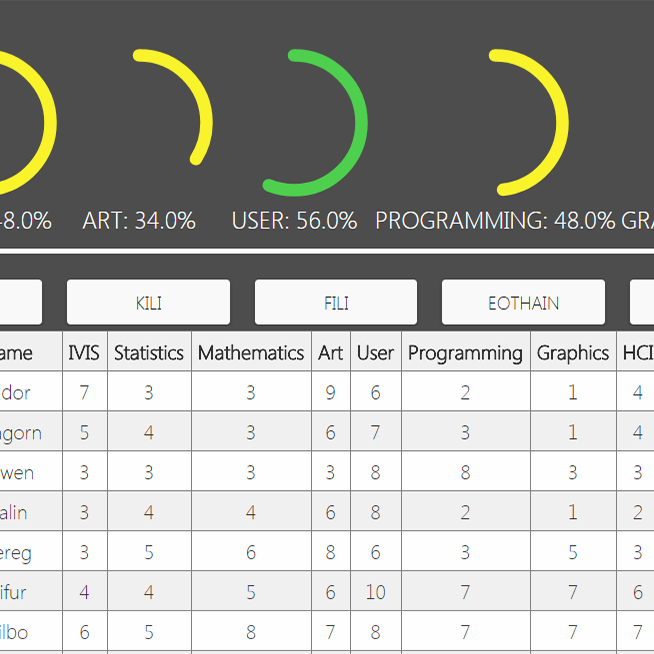 48.0% ART: 34.0% USER: 56.0% PROGRAMMING: 48.0% GRA
KILI FILI EOTHAIN
ame IVIS Statistics Mathematics Art User Programming Graphics HCI
dor 7 3 3 9 6 2 1 4
agorn 5 4 3 6 7 3 1 4
wen 3 3 3 3 8 8 3 3
alin 3 4 4 6 8 2 1 2
ereg 3 5 6 8 6 3 5 3
ifur 4 4 5 6 10 7 7 6
ilbo 6 5 8 7 8 7 7 7